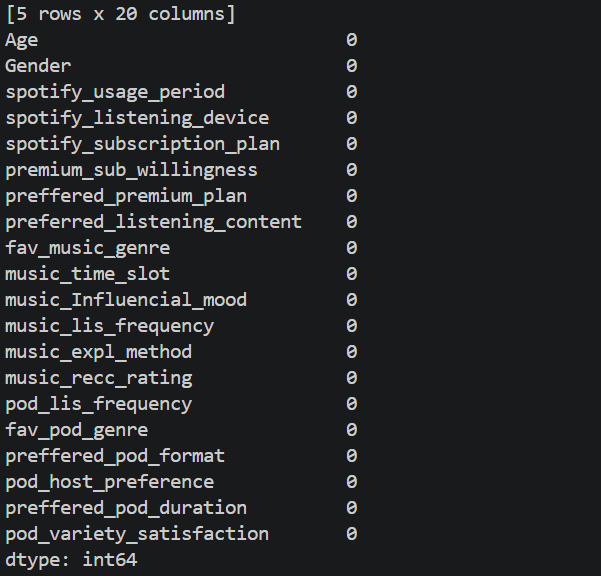 [5 rows x 20 columns]
Age 0
Gender 0
spotify_usage_period 0
spotify_listening_device 0
spotify_subscription_plan 0
premium_sub_willingness 0
preffered_premium_plan 0
preferred_listening_content 0
fav_music_genre 0
music_time_slot 0
music_Influencial_mood 0
music_lis_frequency 0
music_expl_method 0
music_recc_rating 0
pod_lis_frequency 0
fav_pod_genre 0
preffered_pod_format 0
pod_host_preference 0
preffered_pod_duration 0
pod_variety_satisfaction 0
dtype: int64